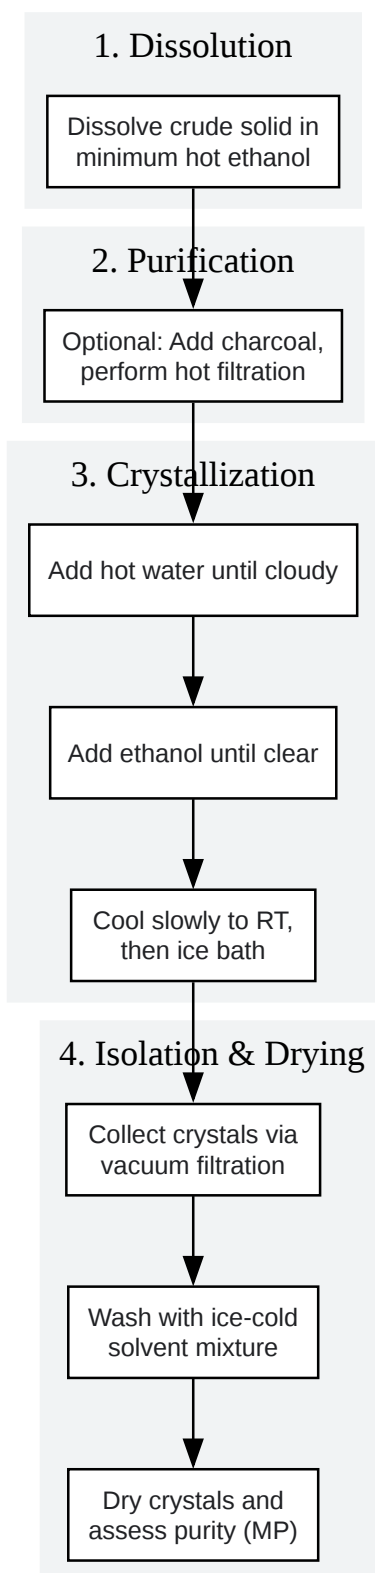 1. Dissolution
Dissolve crude solid in
minimum hot ethanol
2. Purification
Optional: Add charcoal,
perform hot filtration
3. Crystallization
Add hot water until cloudy
Add ethanol until clear
Cool slowly to RT,
then ice bath
4. Isolation & Drying
Collect crystals via
vacuum filtration
Wash with ice-cold
solvent mixture
Dry crystals and
assess purity (MP)